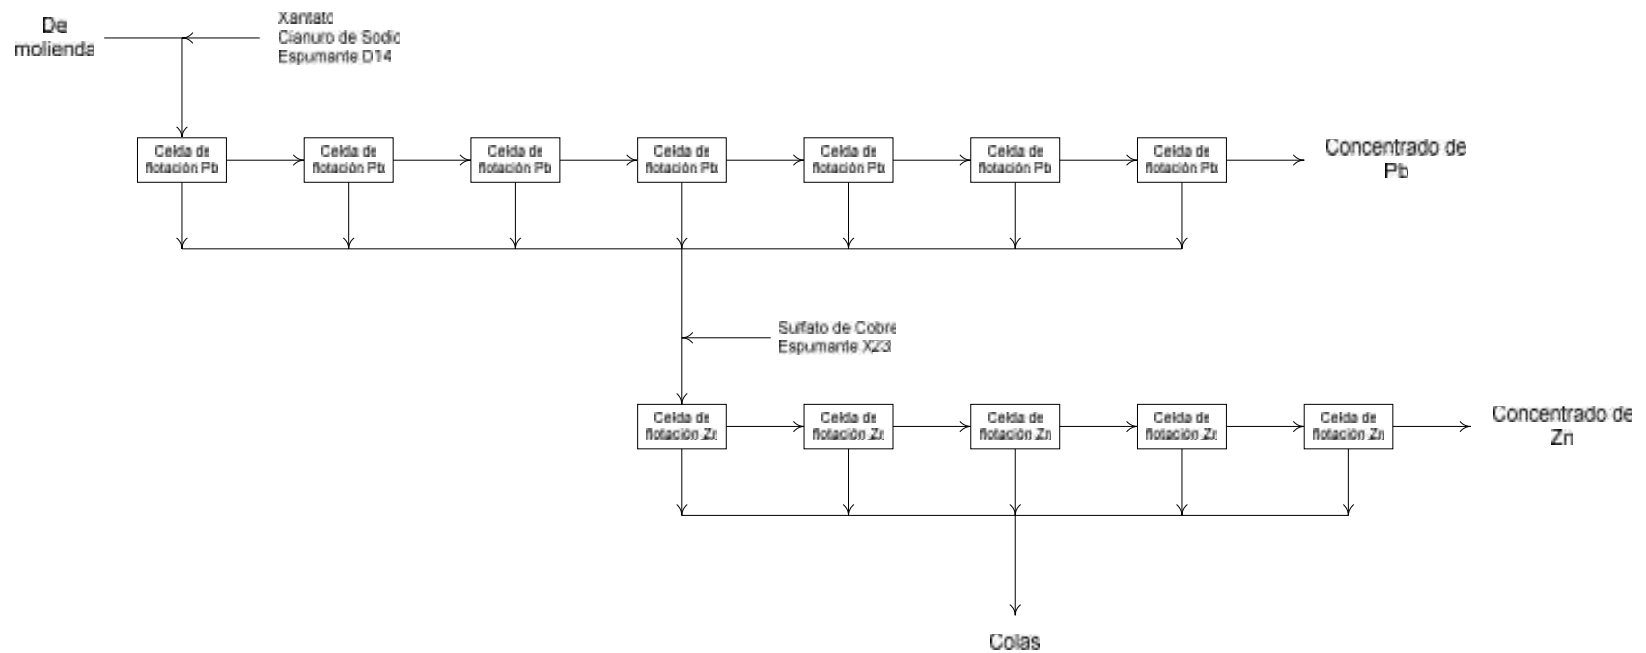 De
molienda
Xantato
Cianuro de Sodio
Espumante D14
Celda de
flotación Pb
Celda de
flotación Pb
Celda de
flotación Pb
Celda de
flotación Pb
Celda de
flotación Pb
Celda de
flotación Pb
Celda de
flotación Pb
Concentrado de
Pb
Sulfato de Cobre
Espumante X23
Celda de
flotación Zn
Celda de
flotación Zn
Celda de
flotación Zn
Celda de
flotación Zn
Celda de
flotación Zn
Concentrado de
Zn
Colas